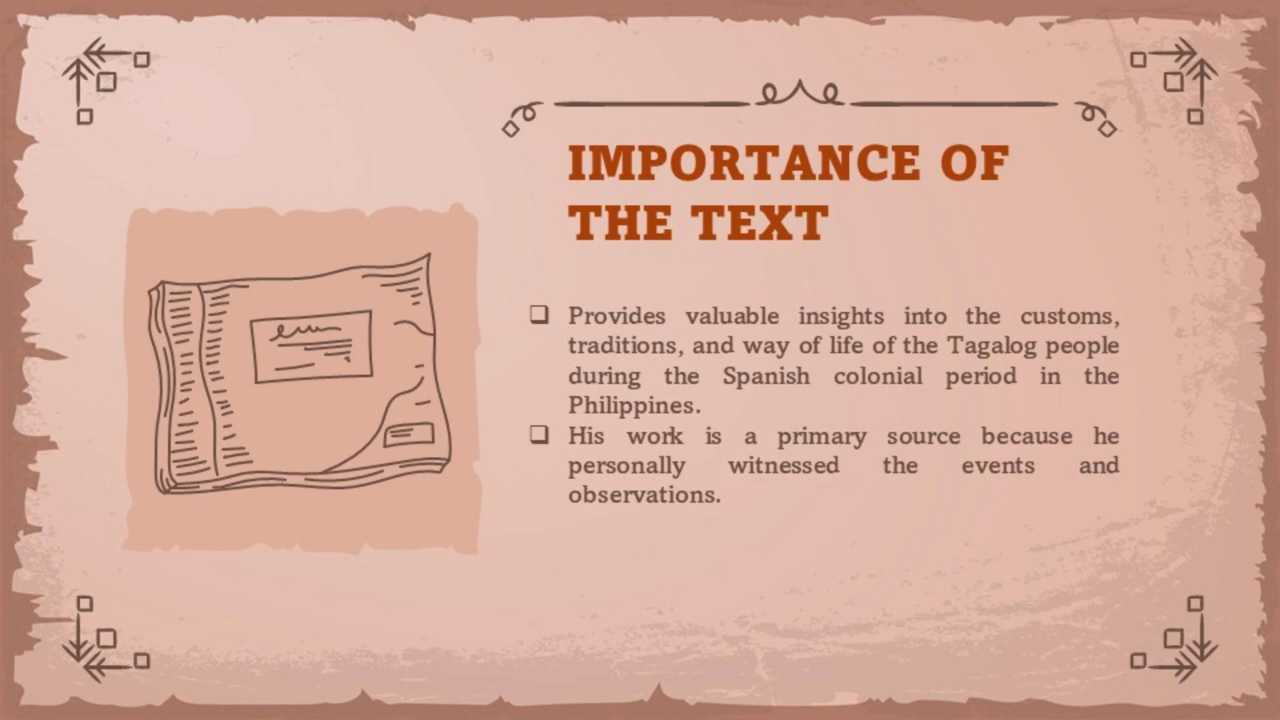 IMPORTANCE OF
THE TEXT
❑ Provides valuable insights into the customs,
traditions, and way of life of the Tagalog people
during the Spanish colonial period in the
Philippines.
❑ His work is a primary source because he
personally witnessed the events and
observations.